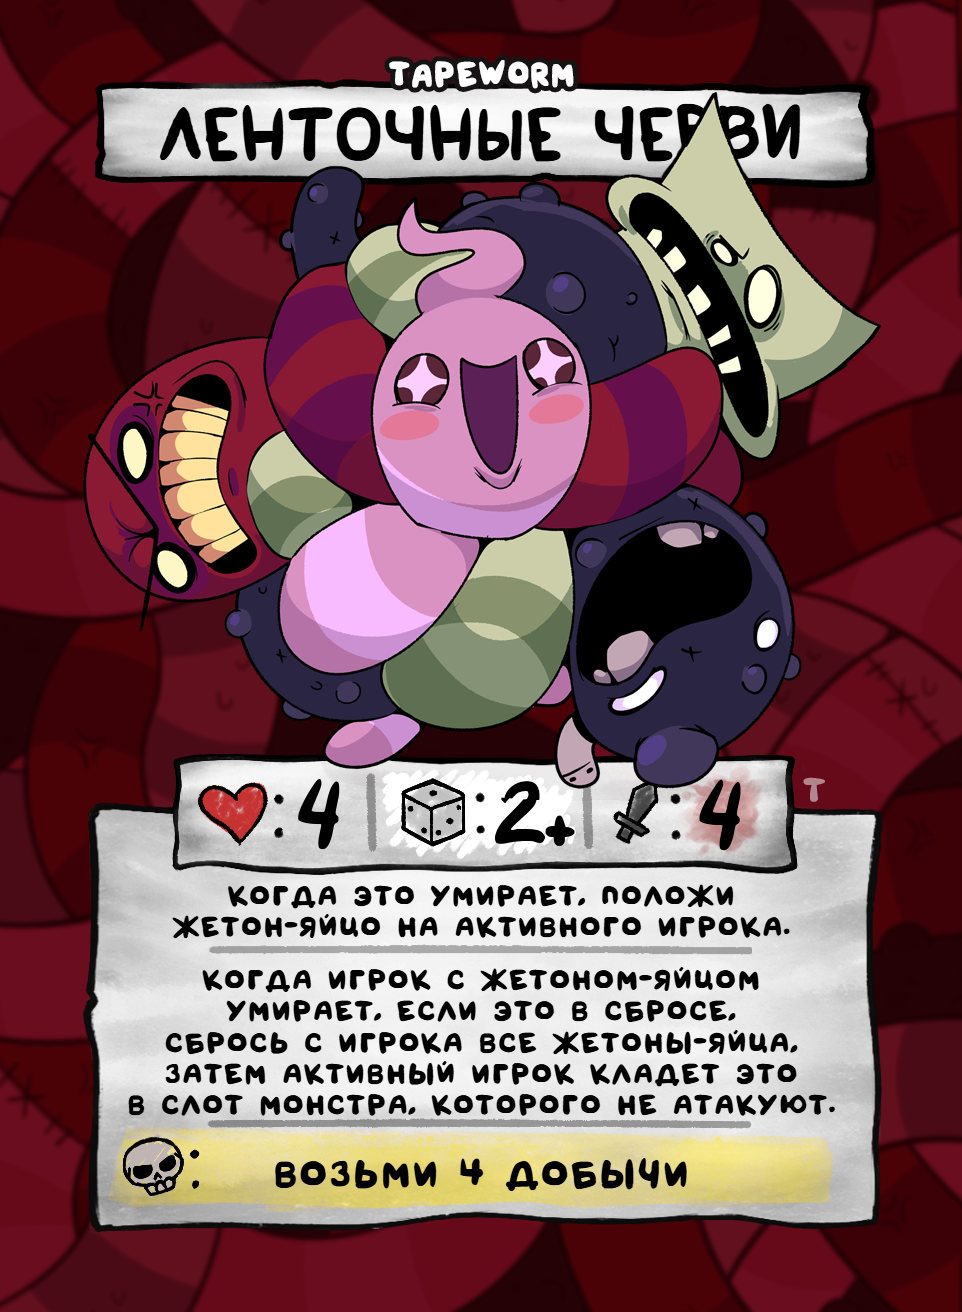 TAPEWORM
ЛЕНТОЧНЫЕ ЧЕРВИ
: 4 : 2+ : 4
Т
КОГДА ЭТО УМИРАЕТ, ПОЛОЖИ
ЖЕТОН-ЯЙЦО НА АКТИВНОГО ИГРОКА.
КОГДА ИГРОК С ЖЕТОНОМ-ЯЙЦОМ
УМИРАЕТ, ЕСЛИ ЭТО В СБРОСЕ,
СБРОСЬ С ИГРОКА ВСЕ ЖЕТОНЫ-ЯЙЦА,
ЗАТЕМ АКТИВНЫЙ ИГРОК КЛАДЕТ ЭТО
В СЛОТ МОНСТРА, КОТОРОГО НЕ АТАКУЮТ.
: ВОЗЬМИ 4 ДОБЫЧИ